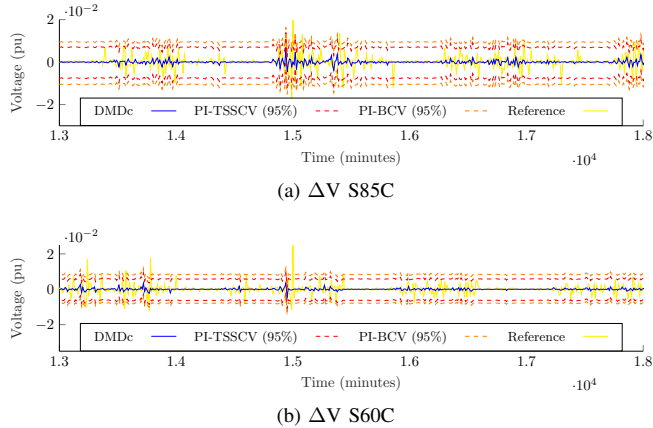 ·10⁻²
2
0
−2
Voltage (pu)
DMDc PI-TSSCV (95%) PI-BCV (95%) Reference
1.3 1.4 1.5 1.6 1.7 1.8
Time (minutes)
·10⁴
(a) ΔV S85C
·10⁻²
2
0
−2
Voltage (pu)
DMDc PI-TSSCV (95%) PI-BCV (95%) Reference
1.3 1.4 1.5 1.6 1.7 1.8
Time (minutes)
·10⁴
(b) ΔV S60C